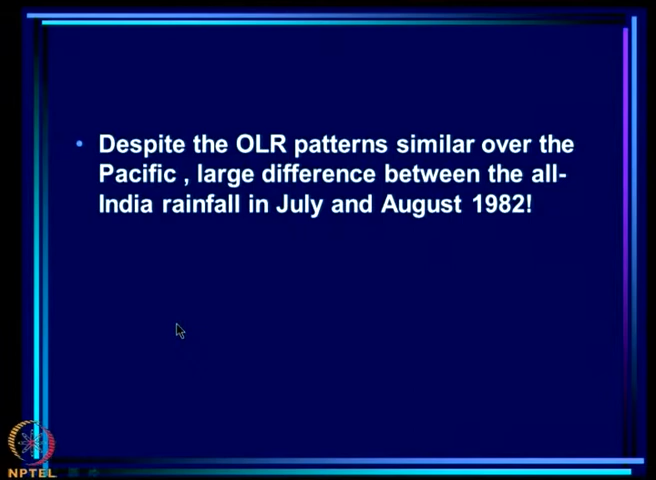 Despite the OLR patterns similar over the
Pacific , large difference between the all-
India rainfall in July and August 1982!
NPTEL